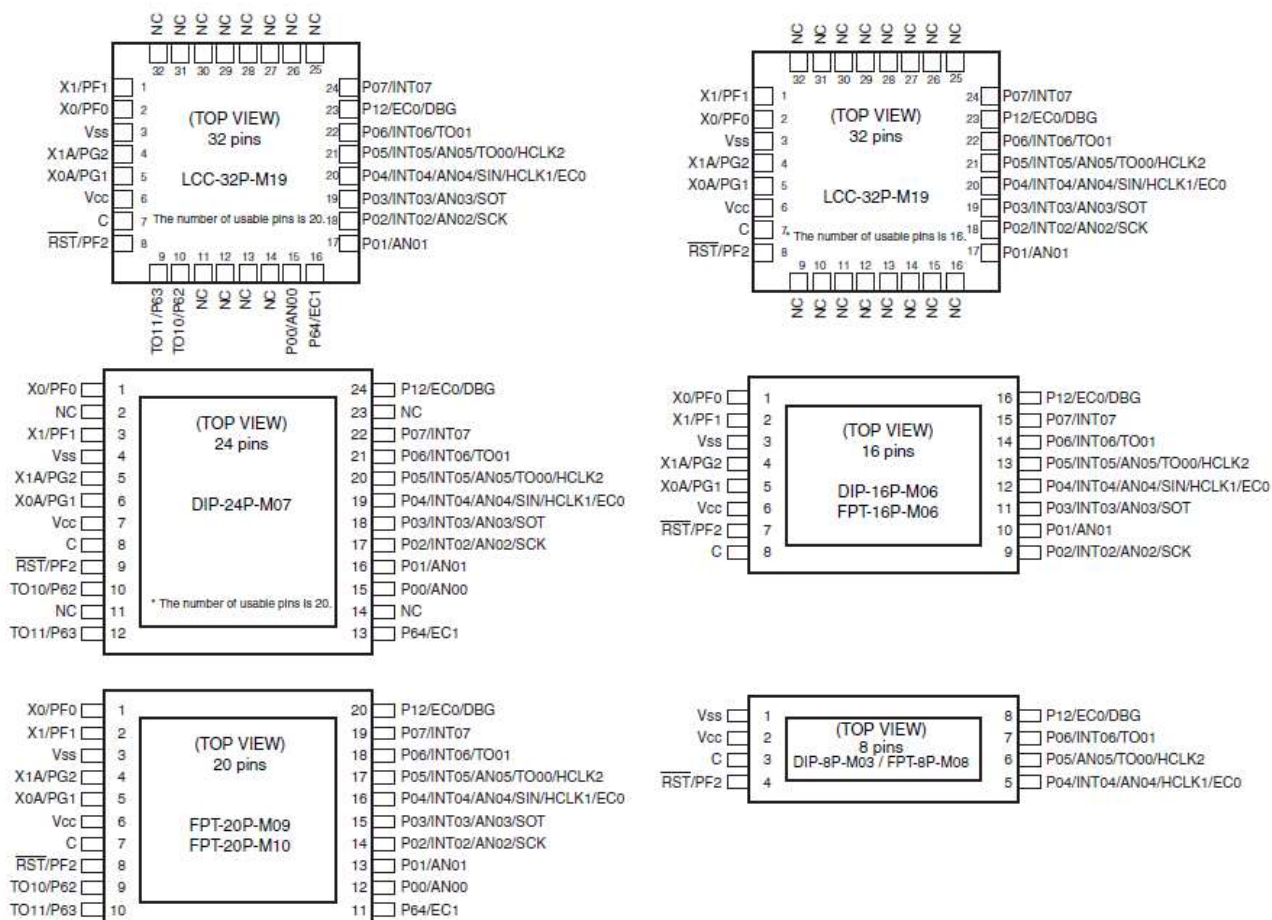 NC NC NC NC NC NC NC NC
32 31 30 29 28 27 26 25
X1/PF1 1 24 P07/INT07
X0/PF0 2 (TOP VIEW) 23 P12/EC0/DBG
Vss 3 32 pins 22 P06/INT06/TO01
X1A/PG2 4 21 P05/INT05/AN05/TO00/HCLK2
X0A/PG1 5 LCC-32P-M19 20 P04/INT04/AN04/SIN/HCLK1/EC0
Vcc 6 19 P03/INT03/AN03/SOT
C 7 The number of usable pins is 20. 18 P02/INT02/AN02/SCK
RST/PF2 8 17 P01/AN01
9 10 11 12 13 14 15 16
TO11/P63 TO10/P62 NC NC NC NC P00/AN00 P64/EC1
NC NC NC NC NC NC NC NC
32 31 30 29 28 27 26 25
X1/PF1 1 24 P07/INT07
X0/PF0 2 (TOP VIEW) 23 P12/EC0/DBG
Vss 3 32 pins 22 P06/INT06/TO01
X1A/PG2 4 21 P05/INT05/AN05/TO00/HCLK2
X0A/PG1 5 LCC-32P-M19 20 P04/INT04/AN04/SIN/HCLK1/EC0
Vcc 6 19 P03/INT03/AN03/SOT
C 7 * The number of usable pins is 16. 18 P02/INT02/AN02/SCK
RST/PF2 8 17 P01/AN01
9 10 11 12 13 14 15 16
NC NC NC NC NC NC NC NC
X0/PF0 1 24 P12/EC0/DBG
NC 2 (TOP VIEW) 23 NC
X1/PF1 3 24 pins 22 P07/INT07
Vss 4 21 P06/INT06/TO01
X1A/PG2 5 20 P05/INT05/AN05/TO00/HCLK2
X0A/PG1 6 DIP-24P-M07 19 P04/INT04/AN04/SIN/HCLK1/EC0
Vcc 7 18 P03/INT03/AN03/SOT
C 8 17 P02/INT02/AN02/SCK
RST/PF2 9 16 P01/AN01
TO10/P62 10 15 P00/AN00
NC 11 * The number of usable pins is 20. 14 NC
TO11/P63 12 13 P64/EC1
X0/PF0 1 16 P12/EC0/DBG
X1/PF1 2 (TOP VIEW) 15 P07/INT07
Vss 3 16 pins 14 P06/INT06/TO01
X1A/PG2 4 13 P05/INT05/AN05/TO00/HCLK2
X0A/PG1 5 DIP-16P-M06 12 P04/INT04/AN04/SIN/HCLK1/EC0
Vcc 6 FPT-16P-M06 11 P03/INT03/AN03/SOT
RST/PF2 7 10 P01/AN01
C 8 9 P02/INT02/AN02/SCK
X0/PF0 1 20 P12/EC0/DBG
X1/PF1 2 (TOP VIEW) 19 P07/INT07
Vss 3 20 pins 18 P06/INT06/TO01
X1A/PG2 4 17 P05/INT05/AN05/TO00/HCLK2
X0A/PG1 5 16 P04/INT04/AN04/SIN/HCLK1/EC0
Vcc 6 FPT-20P-M09 15 P03/INT03/AN03/SOT
C 7 FPT-20P-M10 14 P02/INT02/AN02/SCK
RST/PF2 8 13 P01/AN01
TO10/P62 9 12 P00/AN00
TO11/P63 10 11 P64/EC1
Vss 1 (TOP VIEW) 8 P12/EC0/DBG
Vcc 2 8 pins 7 P06/INT06/TO01
C 3 DIP-8P-M03 / FPT-8P-M08 6 P05/AN05/TO00/HCLK2
RST/PF2 4 5 P04/INT04/AN04/HCLK1/EC0